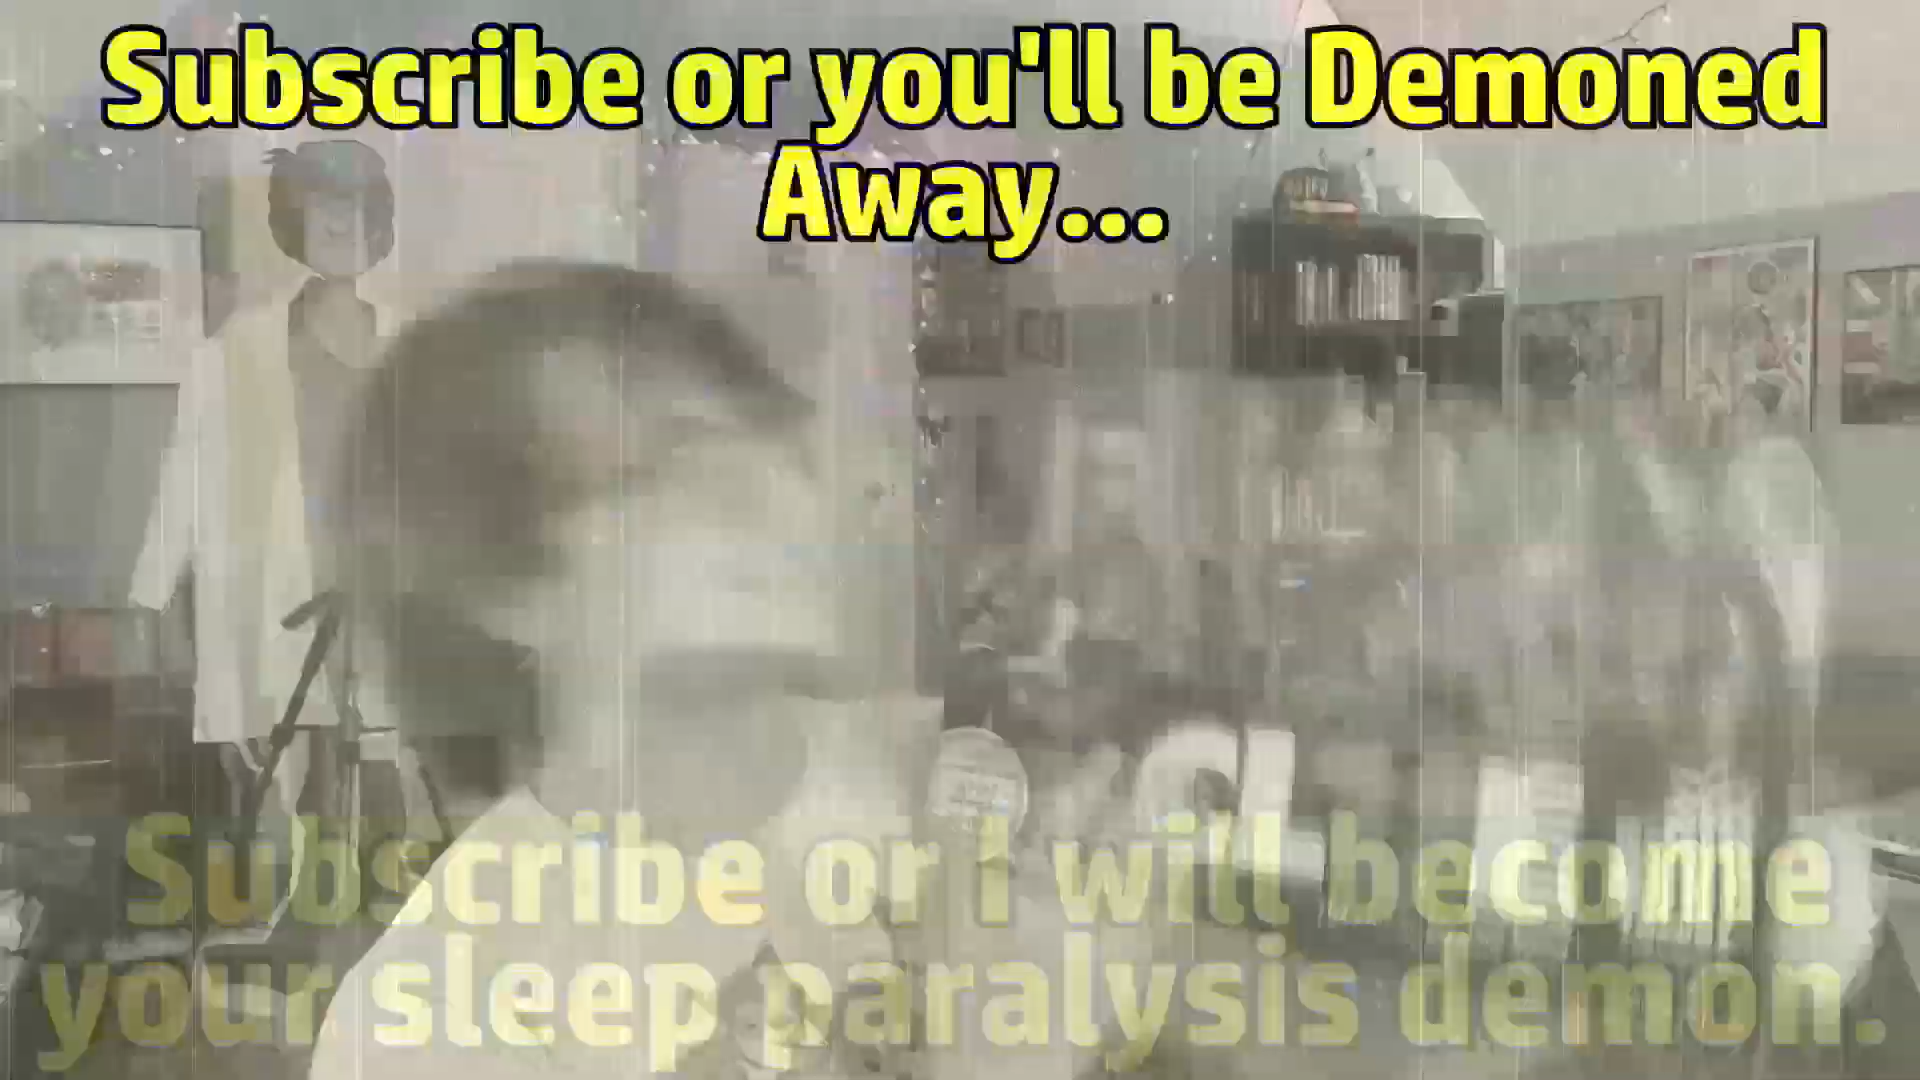 Subscribe or you'll be Demoned
Away...
Subscribe or I will become
your sleep paralysis demon.